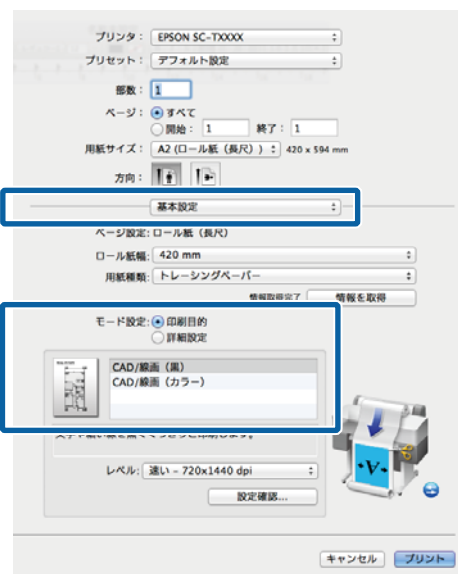 プリンタ： EPSON SC-TXXXX
プリセット： デフォルト設定
部数： 1
ページ： すべて
開始： 1 終了： 1
用紙サイズ： A2 (ロール紙（長尺）) 420 x 594 mm
方向：
基本設定
ページ設定: ロール紙（長尺）
ロール紙幅: 420 mm
用紙種類: トレーシングペーパー
情報取得完了 情報を取得
モード設定: 印刷目的
詳細設定
CAD/線画（黒）
CAD/線画（カラー）
レベル: 速い – 720x1440 dpi
設定確認...
キャンセル プリント